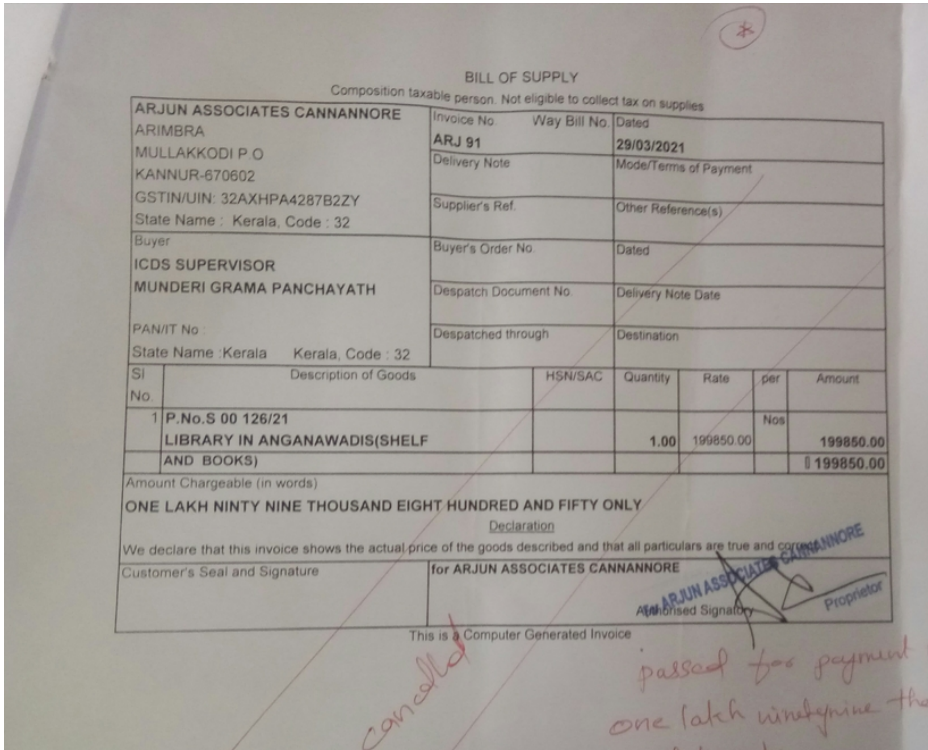 *
BILL OF SUPPLY
Composition taxable person. Not eligible to collect tax on supplies
ARJUN ASSOCIATES CANNANNORE
ARIMBRA
MULLAKKODI P.O
KANNUR-670602
GSTIN/UIN: 32AXHPA4287B2ZY
State Name : Kerala, Code : 32
Invoice No. Way Bill No. Dated
ARJ 91 29/03/2021
Delivery Note Mode/Terms of Payment
Supplier's Ref. Other Reference(s)
Buyer
ICDS SUPERVISOR
MUNDERI GRAMA PANCHAYATH
PAN/IT No :
State Name :Kerala Kerala, Code : 32
Buyer's Order No. Dated
Despatch Document No. Delivery Note Date
Despatched through Destination
Sl No. Description of Goods HSN/SAC Quantity Rate per Amount
1 P.No.S 00 126/21 Nos
LIBRARY IN ANGANAWADIS(SHELF 1.00 199850.00 199850.00
AND BOOKS) 199850.00
Amount Chargeable (in words)
ONE LAKH NINTY NINE THOUSAND EIGHT HUNDRED AND FIFTY ONLY
Declaration
We declare that this invoice shows the actual price of the goods described and that all particulars are true and correct.
Customer's Seal and Signature
for ARJUN ASSOCIATES CANNANNORE
For ARJUN ASSOCIATES CANNANNORE
Authorised Signatory
Proprietor
This is a Computer Generated Invoice
cancelled
passed for payment
one lakh ninetynine